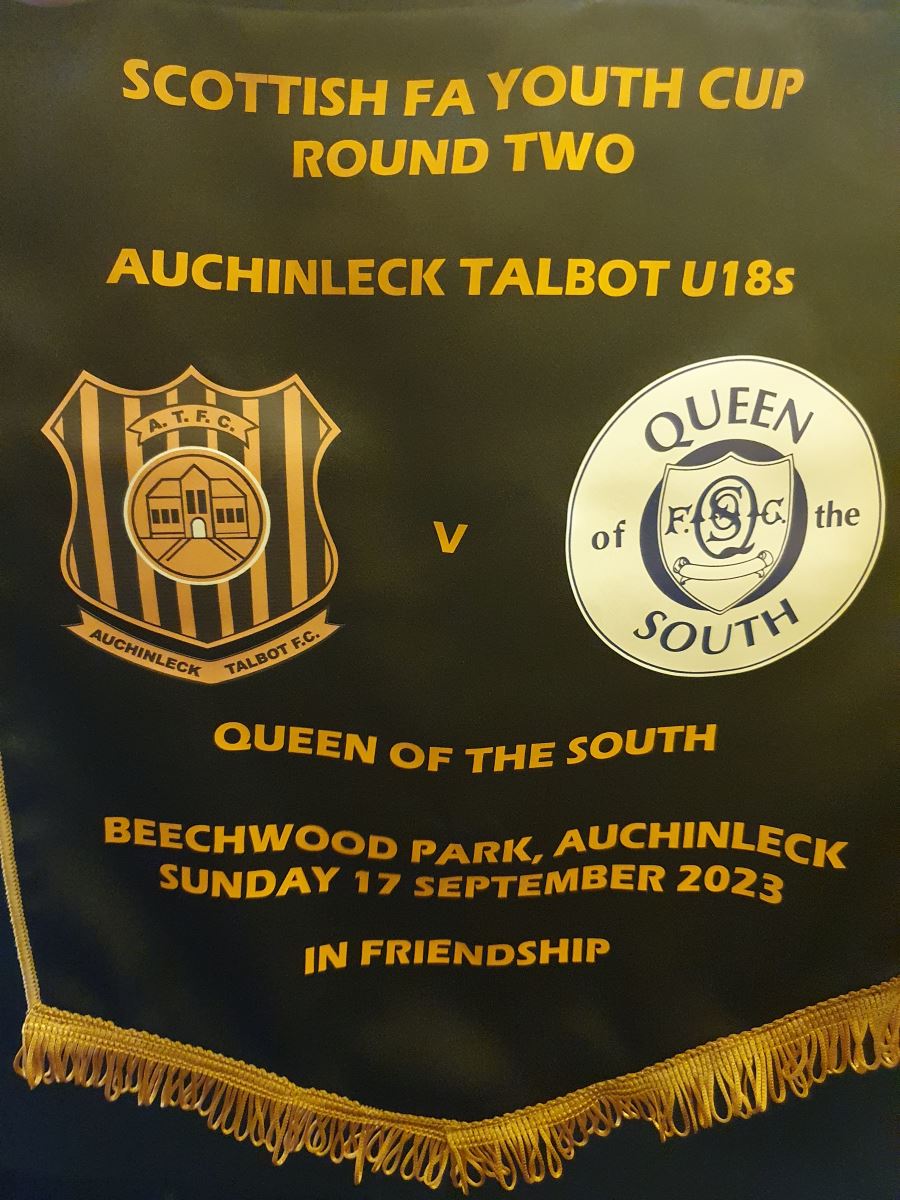 SCOTTISH FA YOUTH CUP
ROUND TWO
AUCHINLECK TALBOT U18s
A. T. F. C.
AUCHINLECK TALBOT F.C.
V
QUEEN
of the
F. C.
QOS
SOUTH
QUEEN OF THE SOUTH
BEECHWOOD PARK, AUCHINLECK
SUNDAY 17 SEPTEMBER 2023
IN FRIENDSHIP